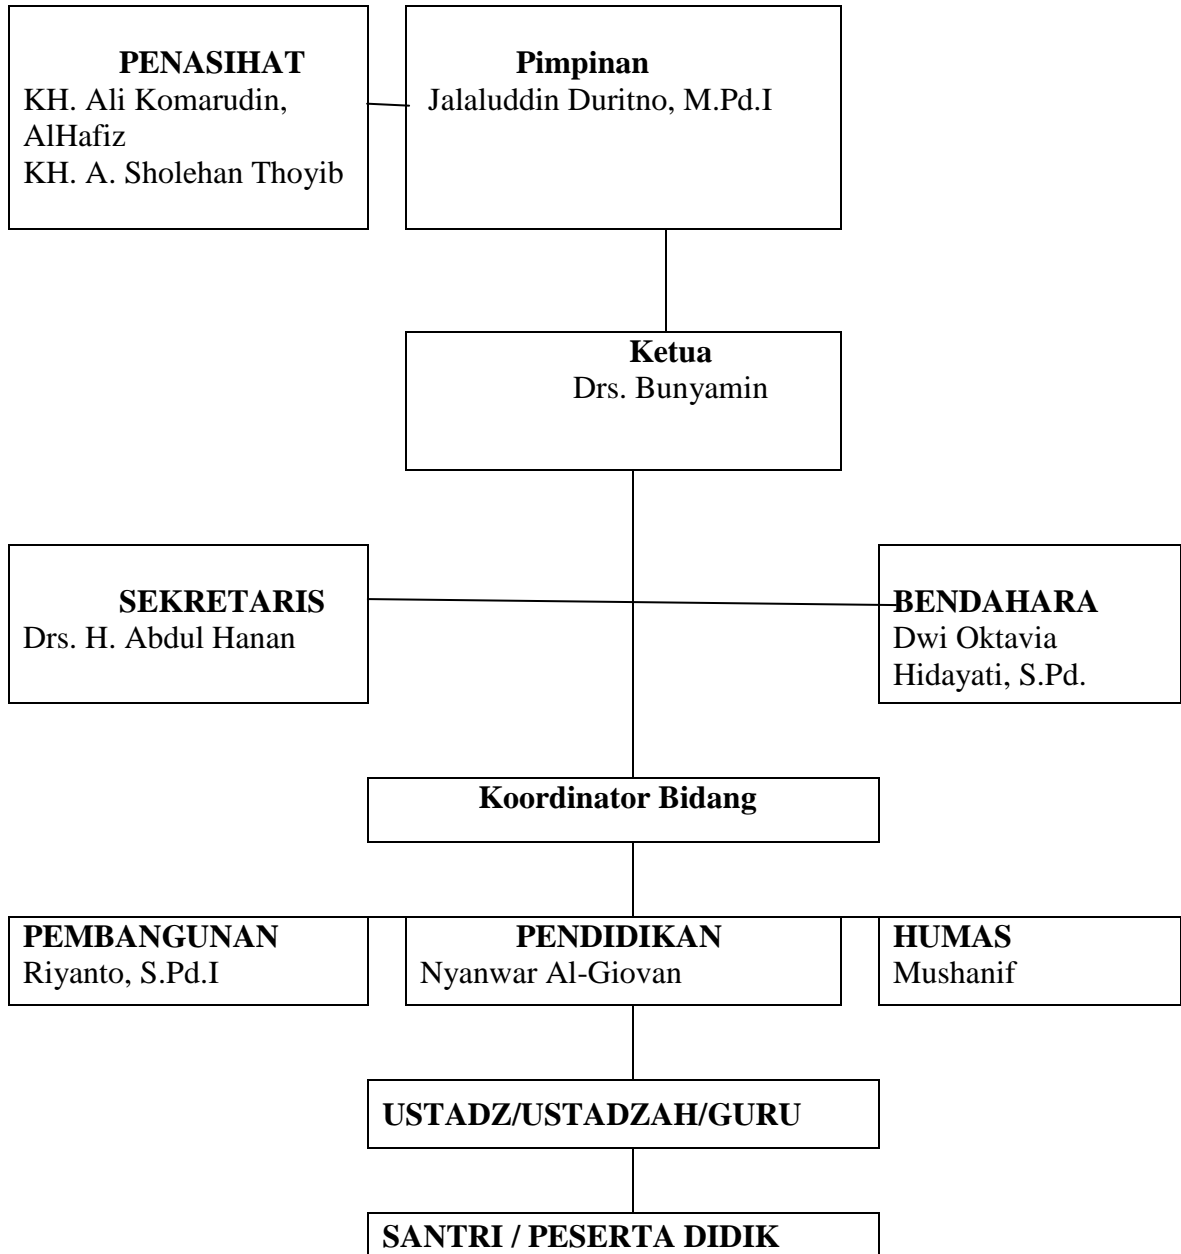 PENASIHAT
KH. Ali Komarudin,
AlHafiz
KH. A. Sholehan Thoyib
Pimpinan
Jalaluddin Duritno, M.Pd.I
Ketua
Drs. Bunyamin
SEKRETARIS
Drs. H. Abdul Hanan
BENDAHARA
Dwi Oktavia
Hidayati, S.Pd.
Koordinator Bidang
PEMBANGUNAN
Riyanto, S.Pd.I
PENDIDIKAN
Nyanwar Al-Giovan
HUMAS
Mushanif
USTADZ/USTADZAH/GURU
SANTRI / PESERTA DIDIK